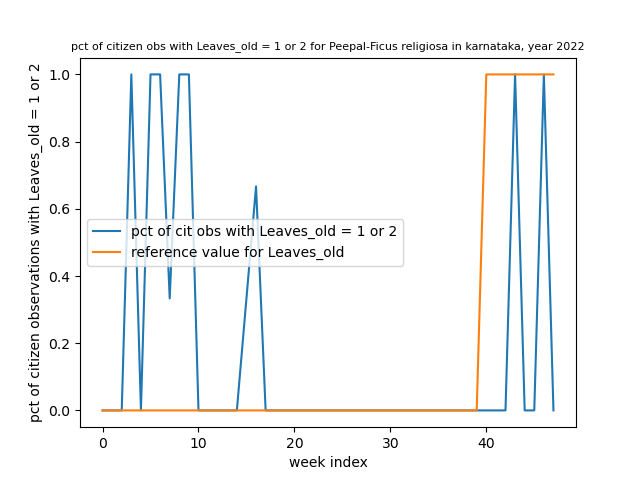 pct of citizen obs with Leaves_old = 1 or 2 for Peepal-Ficus religiosa in karnataka, year 2022
pct of citizen observations with Leaves_old = 1 or 2
1.0
0.8
0.6
0.4
0.2
0.0
pct of cit obs with Leaves_old = 1 or 2
reference value for Leaves_old
0
10
20
30
40
week index